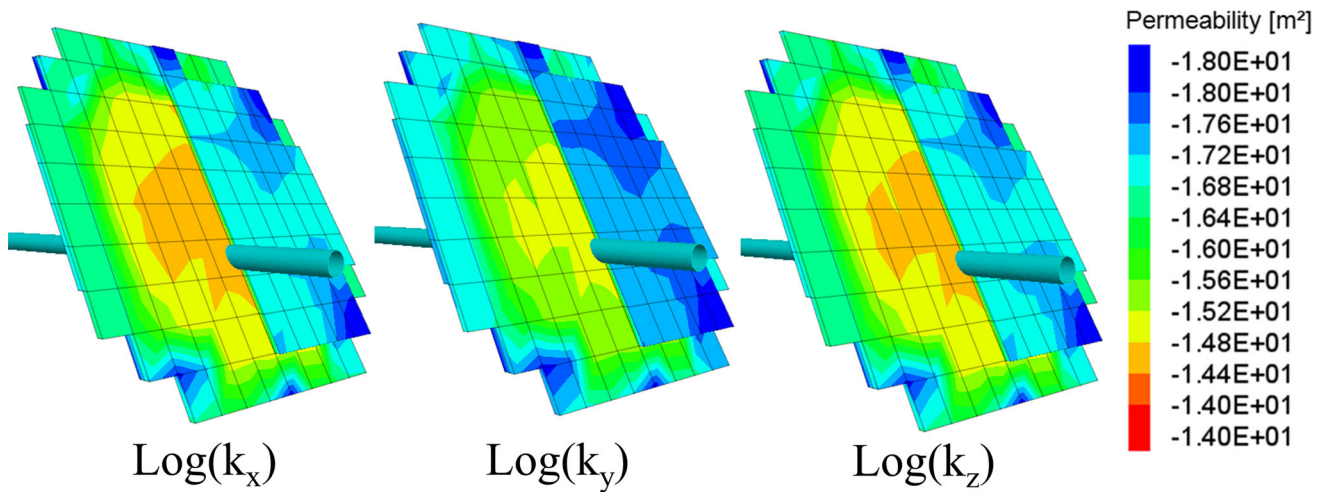 Permeability [m²]
-1.80E+01
-1.80E+01
-1.76E+01
-1.72E+01
-1.68E+01
-1.64E+01
-1.60E+01
-1.56E+01
-1.52E+01
-1.48E+01
-1.44E+01
-1.40E+01
-1.40E+01
Log(kₓ)
Log(k_y)
Log(k_z)